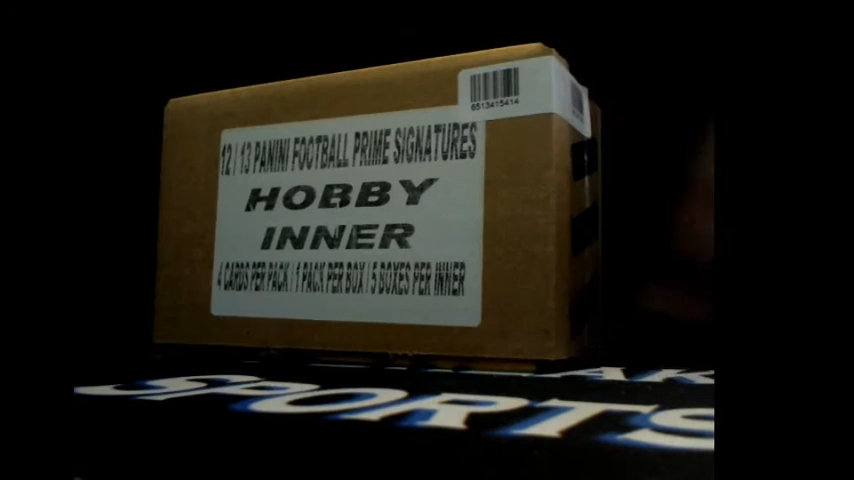 6513415414
12 / 13 PANINI FOOTBALL PRIME SIGNATURES
HOBBY
INNER
4 CARDS PER PACK / 1 PACK PER BOX / 5 BOXES PER INNER
SPORTS